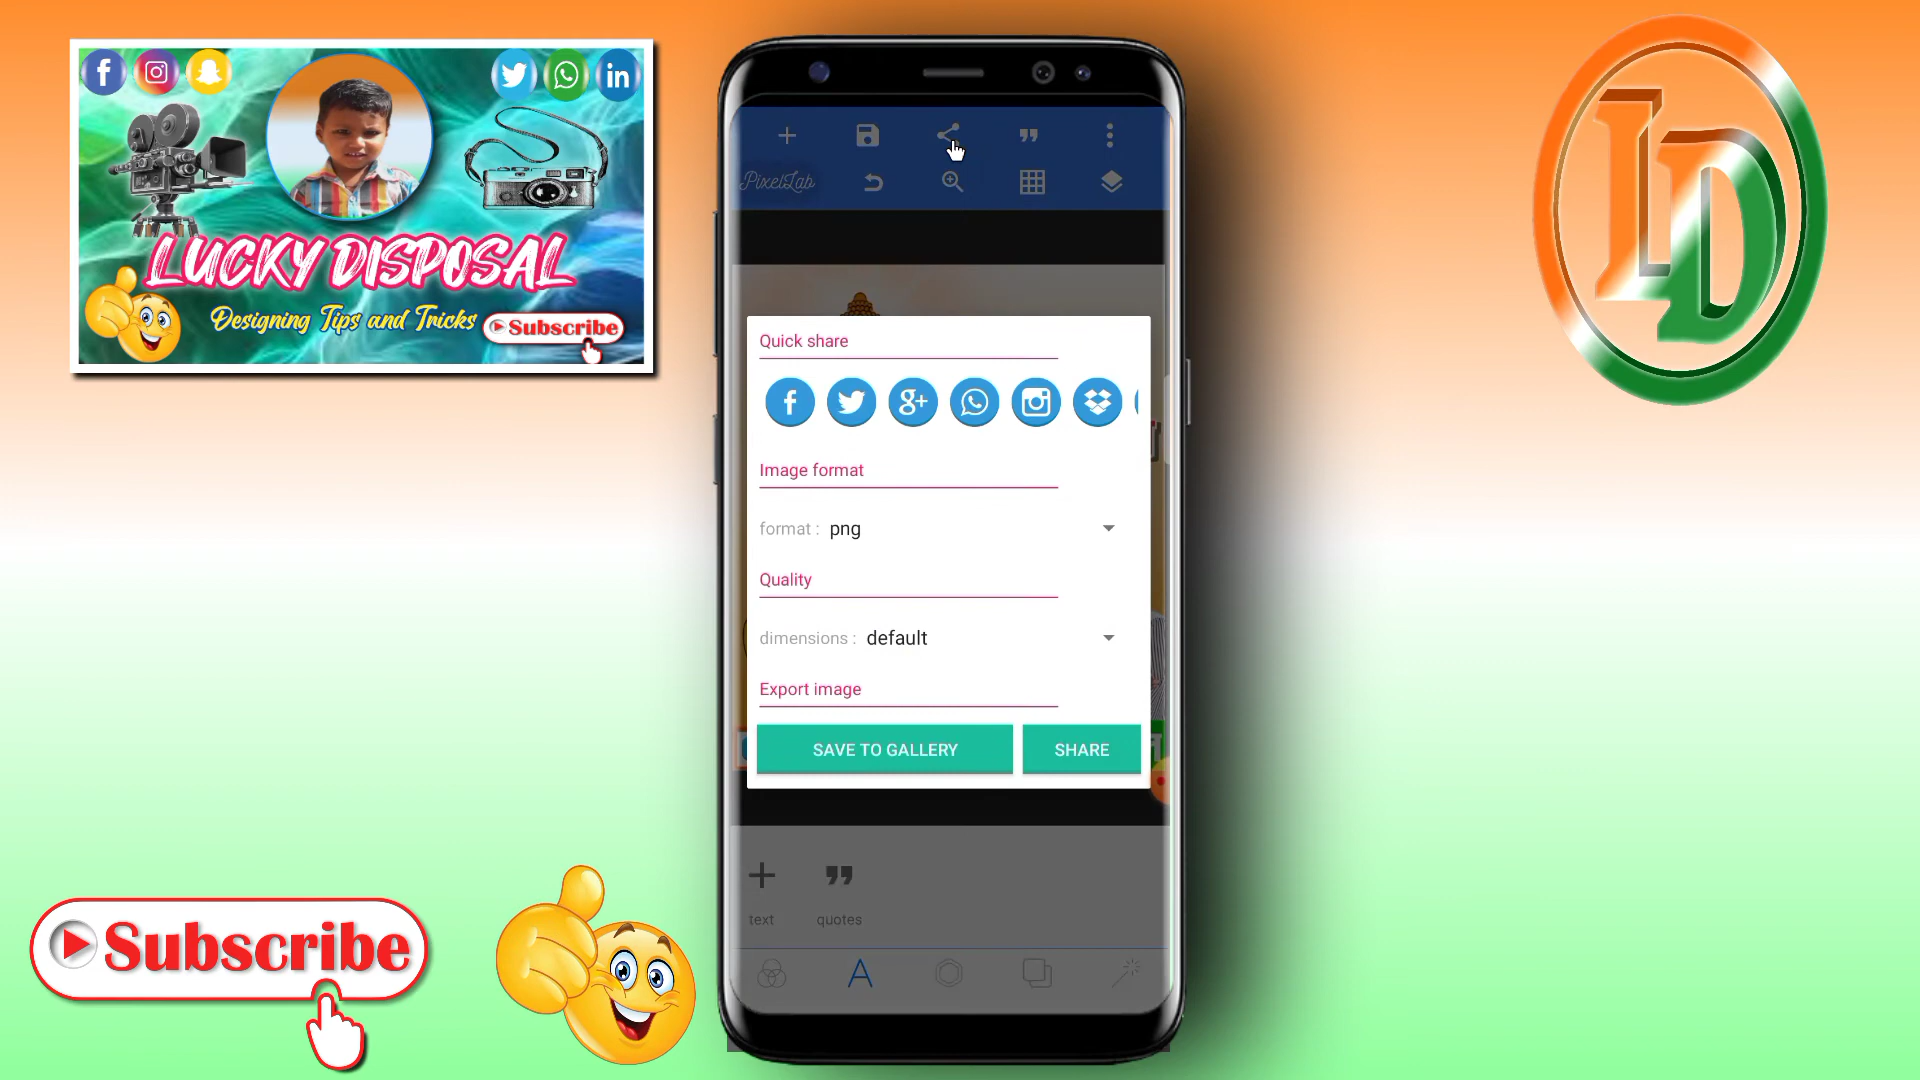 LUCKY DISPOSAL
Designing Tips and Tricks
Subscribe
LD
PixelLab
Quick share
Image format
format : png
Quality
dimensions : default
Export image
SAVE TO GALLERY
SHARE
text
quotes
Subscribe